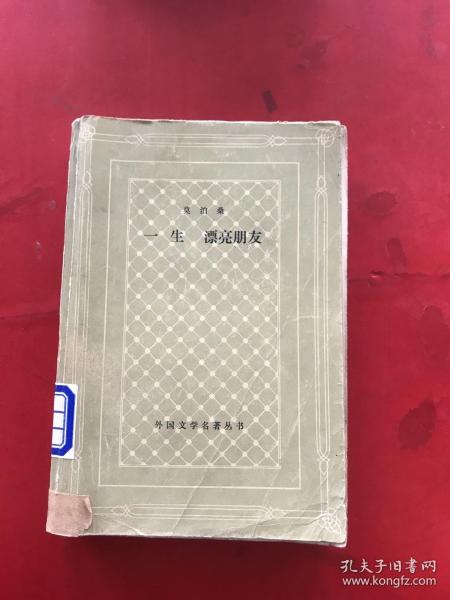 莫泊桑
一生 漂亮朋友
外国文学名著丛书
孔夫子旧书网
www.kongfz.com